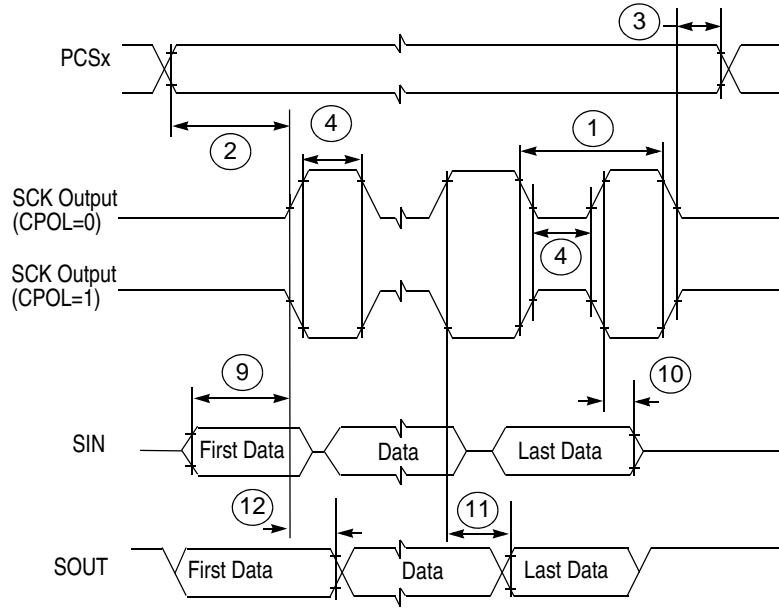 3
PCSx
2
4
1
SCK Output
(CPOL=0)
4
SCK Output
(CPOL=1)
9
10
SIN
First Data
Data
Last Data
12
11
SOUT
First Data
Data
Last Data